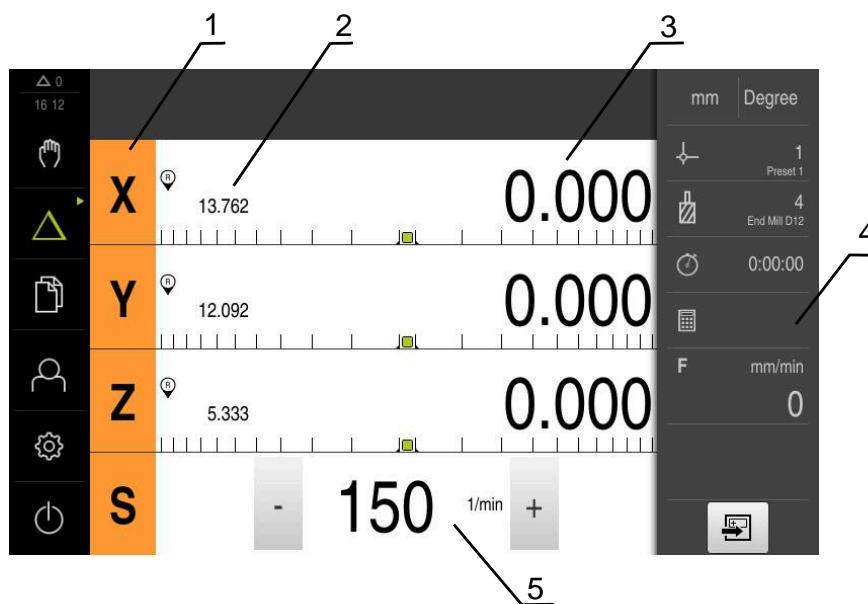 1 2 3
0
16 12
mm Degree
X R 13.762 0.000
1
Preset 1
4
End Mill D12
4
Y R 12.092 0.000
0:00:00
Z R 5.333 0.000
F mm/min
0
S - 150 1/min +
5